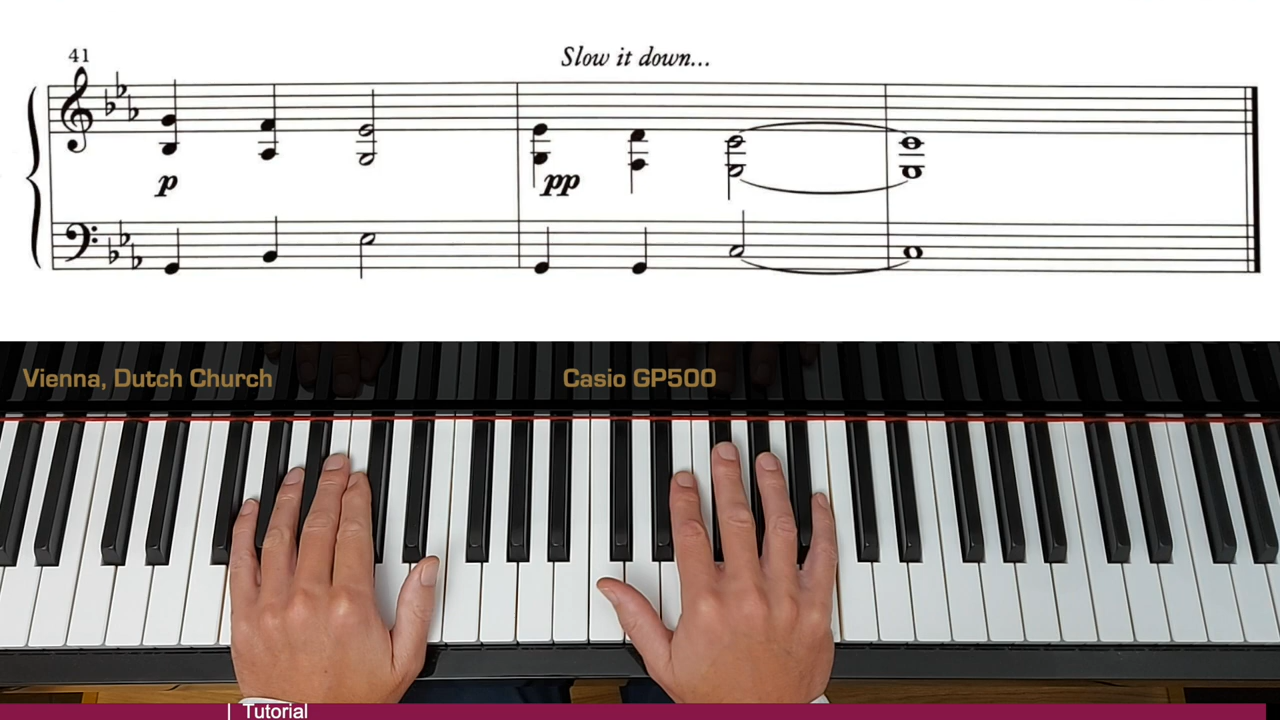 41
Slow it down...
p
pp
Vienna, Dutch Church
Casio GP500
| Tutorial